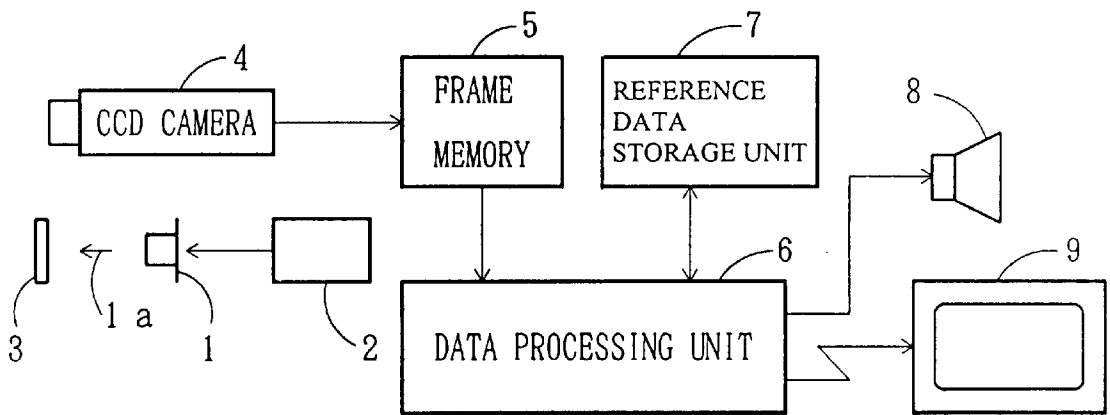 4
CCD CAMERA
5
FRAME
MEMORY
7
REFERENCE
DATA
STORAGE UNIT
8
3
1a
1
2
6
DATA PROCESSING UNIT
9